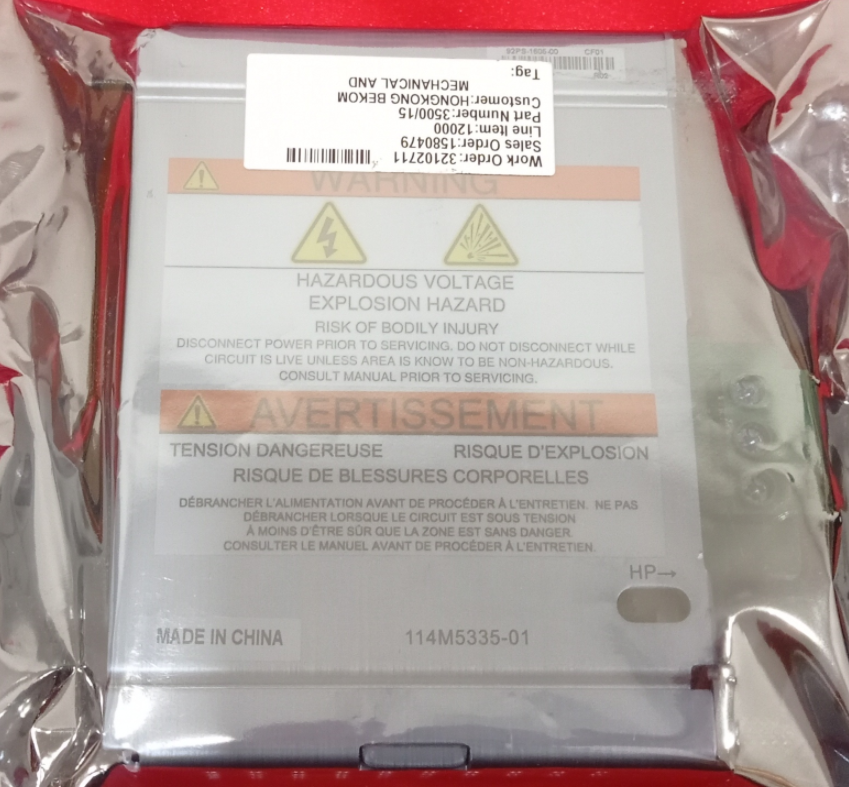 CF01
Work Order:32102711
Sales Order:1580479
Line Item:12000
Part Number:3500/15
Customer:HONGKONG BEKOM
MECHANICAL AND
Tag:
WARNING
HAZARDOUS VOLTAGE
EXPLOSION HAZARD
RISK OF BODILY INJURY
DISCONNECT POWER PRIOR TO SERVICING. DO NOT DISCONNECT WHILE
CIRCUIT IS LIVE UNLESS AREA IS KNOW TO BE NON-HAZARDOUS.
CONSULT MANUAL PRIOR TO SERVICING.
AVERTISSEMENT
TENSION DANGEREUSE RISQUE D'EXPLOSION
RISQUE DE BLESSURES CORPORELLES
DÉBRANCHER L'ALIMENTATION AVANT DE PROCÉDER À L'ENTRETIEN. NE PAS
DÉBRANCHER LORSQUE LE CIRCUIT EST SOUS TENSION
À MOINS D'ÊTRE SÛR QUE LA ZONE EST SANS DANGER.
CONSULTER LE MANUEL AVANT DE PROCÉDER À L'ENTRETIEN.
HP→
MADE IN CHINA 114M5335-01